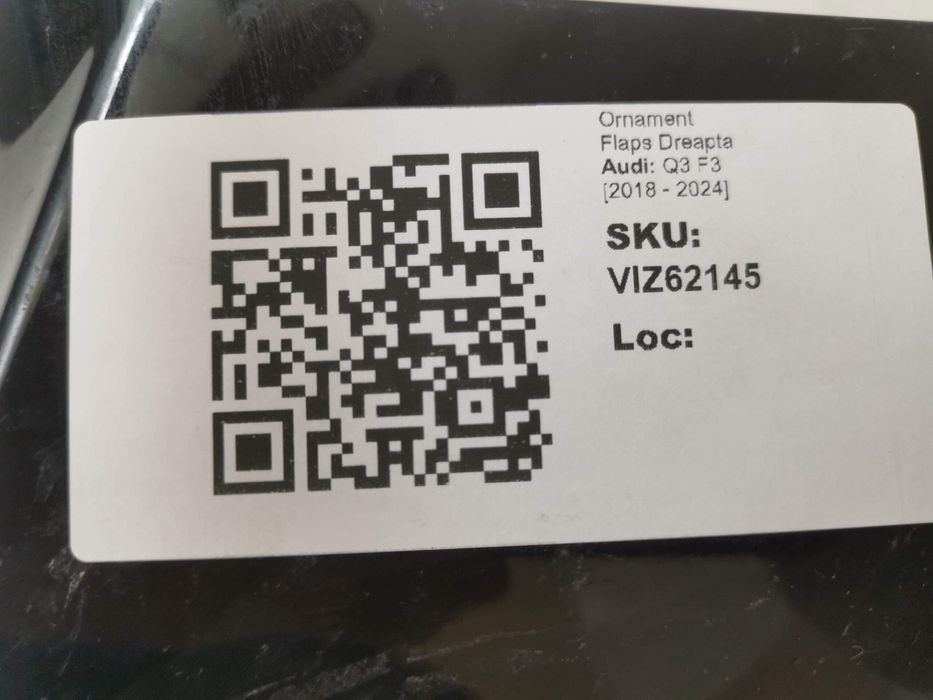 Ornament
Flaps Dreapta
Audi: Q3 F3
[2018 - 2024]
SKU:
VIZ62145
Loc: